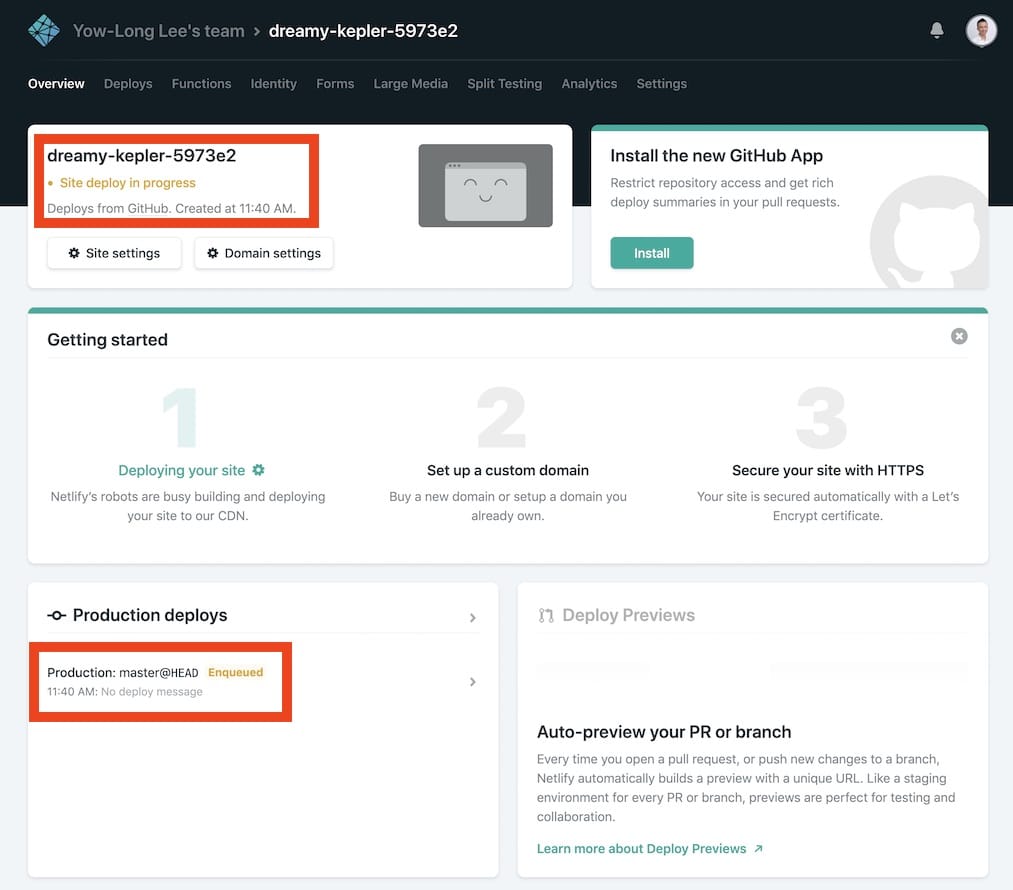 Yow-Long Lee's team > dreamy-kepler-5973e2
Overview Deploys Functions Identity Forms Large Media Split Testing Analytics Settings
dreamy-kepler-5973e2
Site deploy in progress
Deploys from GitHub. Created at 11:40 AM.
Site settings Domain settings
Install the new GitHub App
Restrict repository access and get rich
deploy summaries in your pull requests.
Install
Getting started
1
Deploying your site
Netlify's robots are busy building and deploying
your site to our CDN.
2
Set up a custom domain
Buy a new domain or setup a domain you
already own.
3
Secure your site with HTTPS
Your site is secured automatically with a Let's
Encrypt certificate.
Production deploys
Production: master@HEAD Enqueued
11:40 AM: No deploy message
Deploy Previews
Auto-preview your PR or branch
Every time you open a pull request, or push new changes to a branch,
Netlify automatically builds a preview with a unique URL. Like a staging
environment for every PR or branch, previews are perfect for testing and
collaboration.
Learn more about Deploy Previews